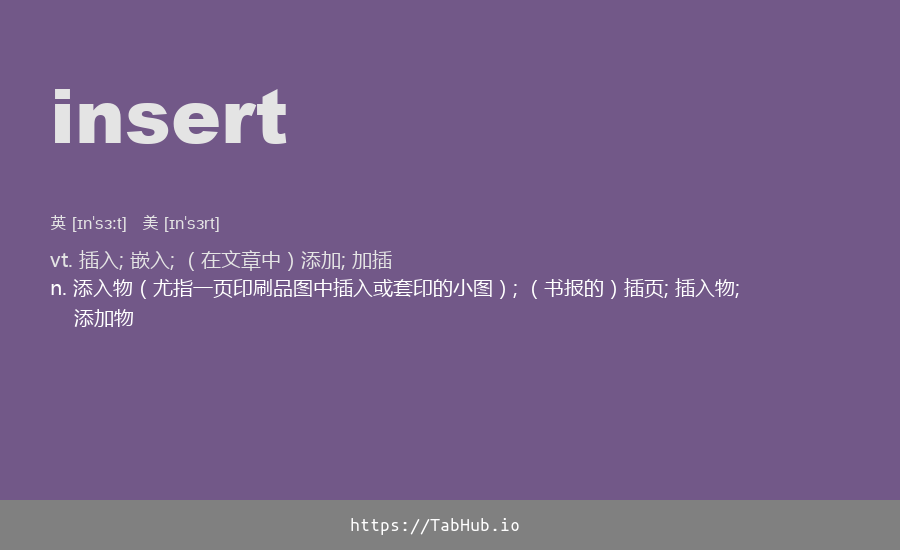 insert
英 [ɪnˈsɜːt] 美 [ɪnˈsɜrt]
vt. 插入; 嵌入; （在文章中）添加; 加插
n. 添入物（尤指一页印刷品图中插入或套印的小图）; （书报的）插页; 插入物;
添加物
https://TabHub.io